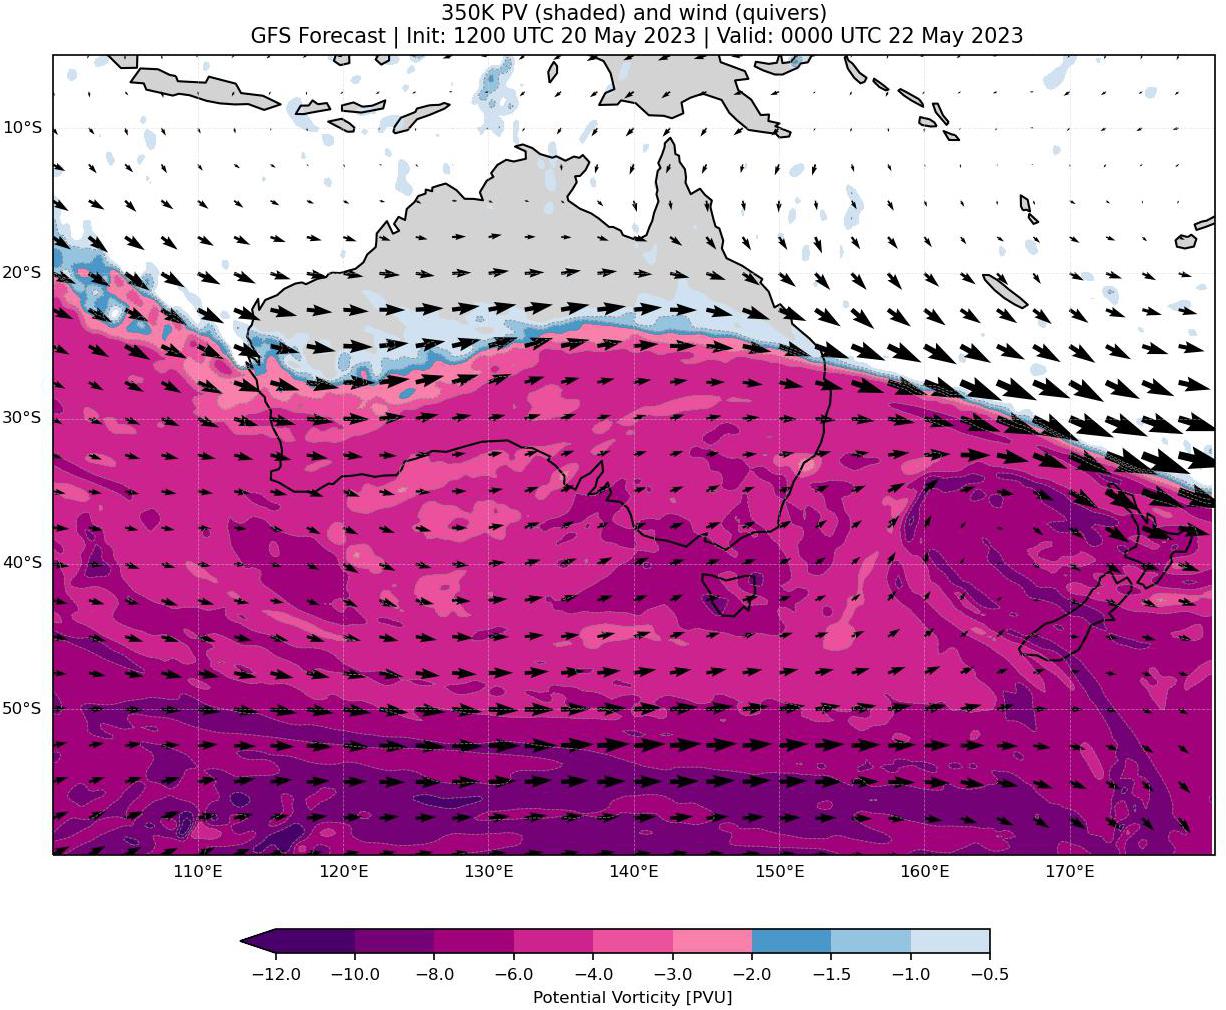 350K PV (shaded) and wind (quivers)
GFS Forecast | Init: 1200 UTC 20 May 2023 | Valid: 0000 UTC 22 May 2023
10°S
20°S
30°S
40°S
50°S
110°E 120°E 130°E 140°E 150°E 160°E 170°E
−12.0 −10.0 −8.0 −6.0 −4.0 −3.0 −2.0 −1.5 −1.0 −0.5
Potential Vorticity [PVU]